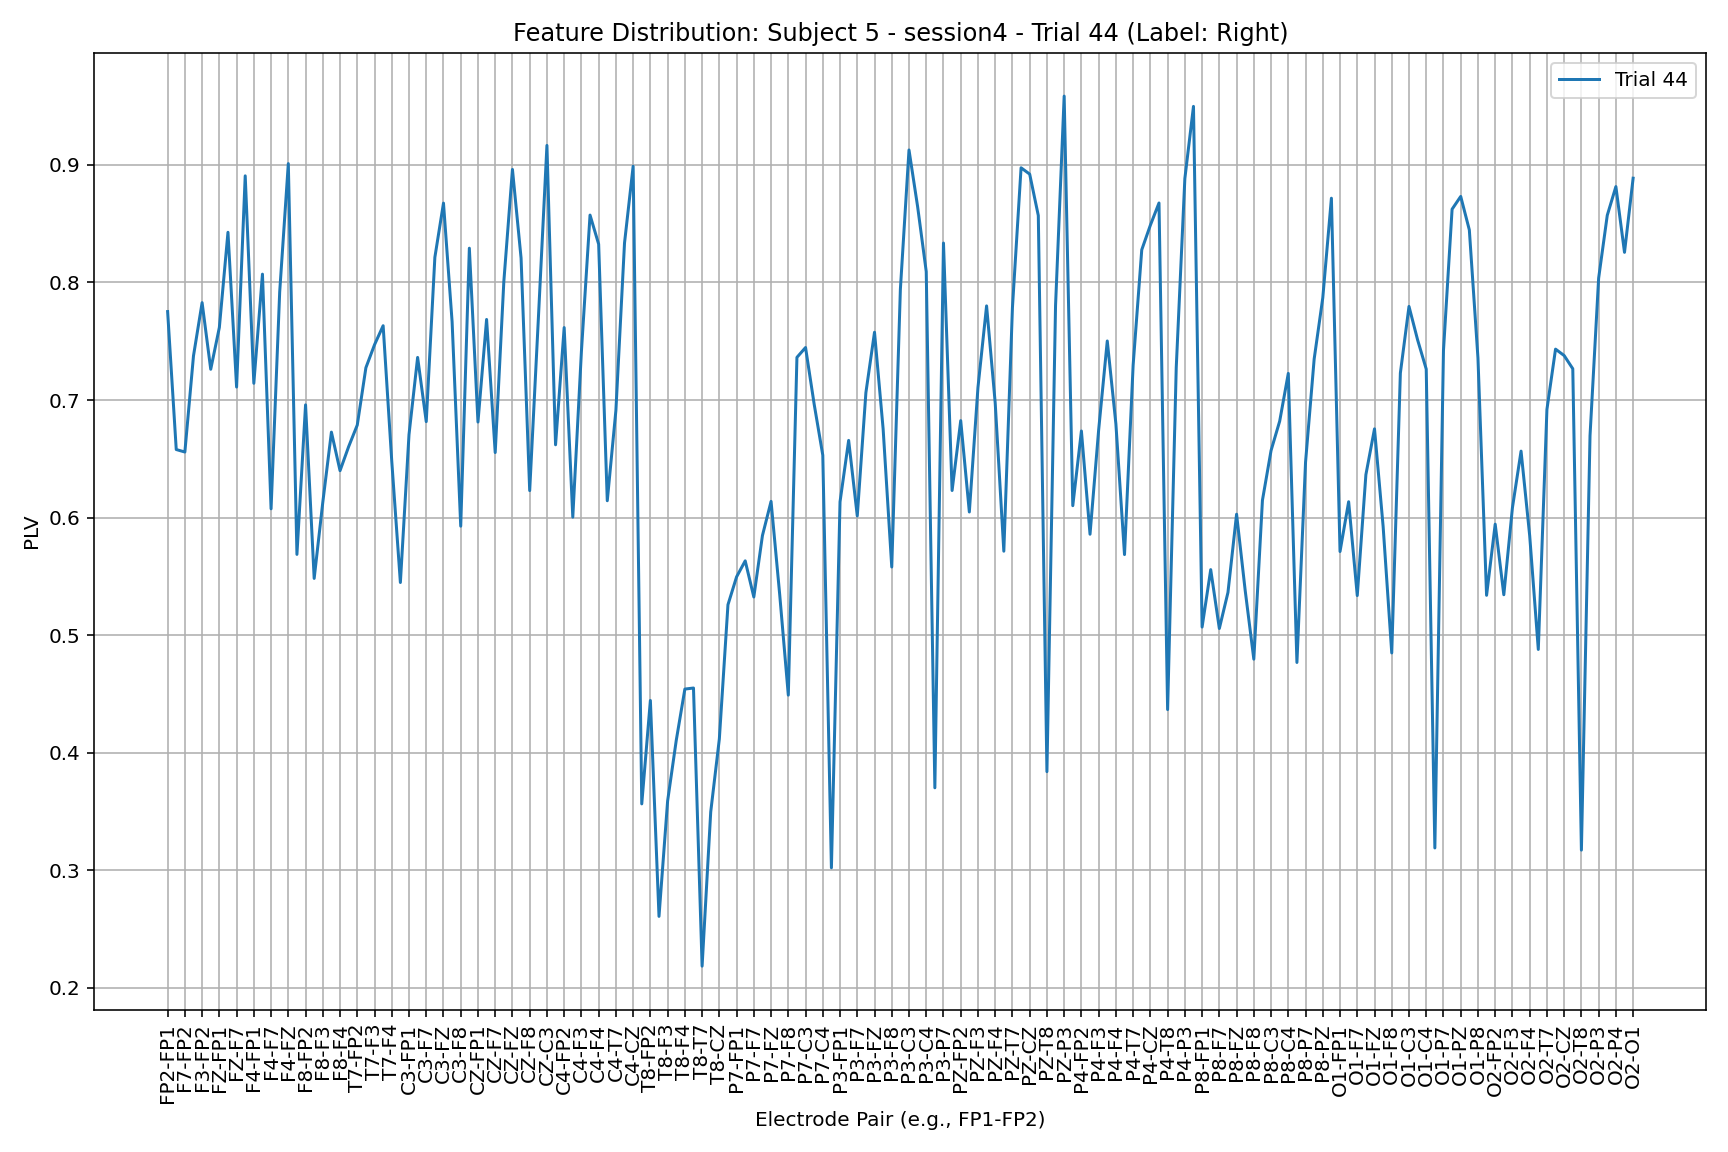 Feature Distribution: Subject 5 - session4 - Trial 44 (Label: Right)
Trial 44
0.9
0.8
0.7
0.6
0.5
0.4
0.3
0.2
PLV
FP2-FP1
F7-FP2
F3-FP2
FZ-FP1
FZ-F7
F4-FP1
F4-F7
F4-FZ
F8-FP2
F8-F3
F8-F4
T7-FP2
T7-F3
T7-F4
C3-FP1
C3-F7
C3-FZ
C3-F8
CZ-FP1
CZ-F7
CZ-FZ
CZ-F8
CZ-C3
C4-FP2
C4-F3
C4-F4
C4-T7
C4-CZ
T8-FP2
T8-F3
T8-F4
T8-T7
T8-CZ
P7-FP1
P7-F7
P7-FZ
P7-F8
P7-C3
P7-C4
P3-FP1
P3-F7
P3-FZ
P3-F8
P3-C3
P3-C4
P3-P7
PZ-FP2
PZ-F3
PZ-F4
PZ-T7
PZ-CZ
PZ-T8
PZ-P3
P4-FP2
P4-F3
P4-F4
P4-T7
P4-CZ
P4-T8
P4-P3
P8-FP1
P8-F7
P8-FZ
P8-F8
P8-C3
P8-C4
P8-P7
P8-PZ
O1-FP1
O1-F7
O1-FZ
O1-F8
O1-C3
O1-C4
O1-P7
O1-PZ
O1-P8
O2-FP2
O2-F3
O2-F4
O2-T7
O2-CZ
O2-T8
O2-P3
O2-P4
O2-O1
Electrode Pair (e.g., FP1-FP2)